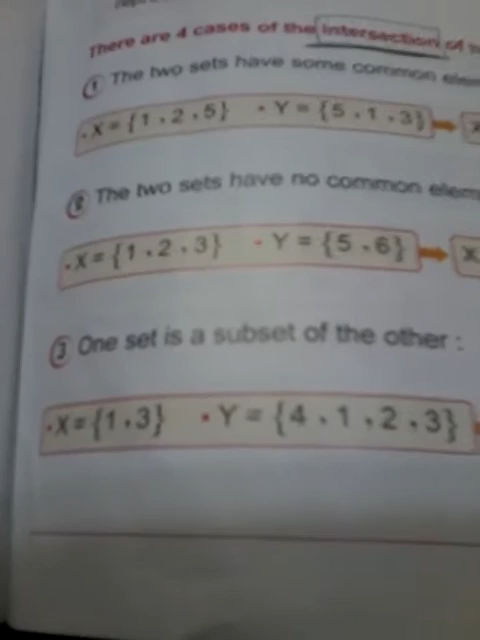 There are 4 cases of the intersection of
1 The two sets have some common
• X = {1 , 2 , 5} • Y = {5 , 1 , 3}
2 The two sets have no common
• X = {1 , 2 , 3} • Y = {5 , 6}
3 One set is a subset of the other :
• X = {1 , 3} • Y = {4 , 1 , 2 , 3}